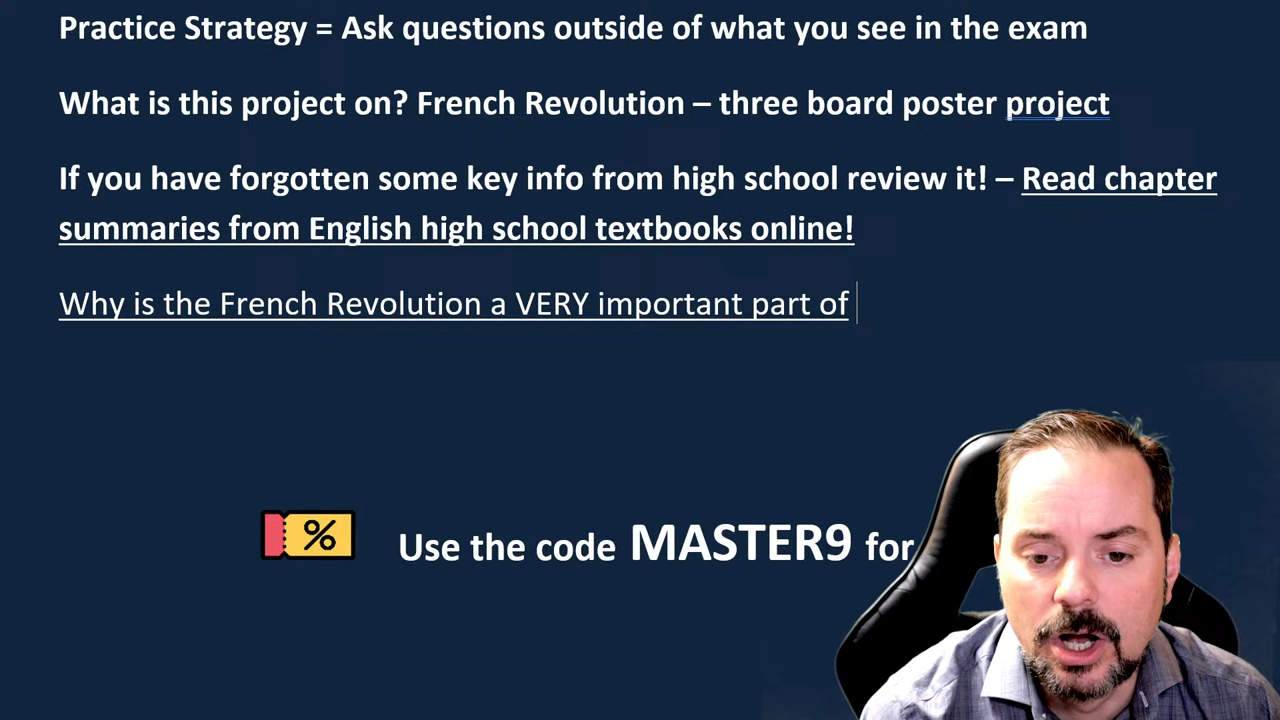 Practice Strategy = Ask questions outside of what you see in the exam
What is this project on? French Revolution – three board poster project
If you have forgotten some key info from high school review it! – Read chapter
summaries from English high school textbooks online!
Why is the French Revolution a VERY important part of
% Use the code MASTER9 for